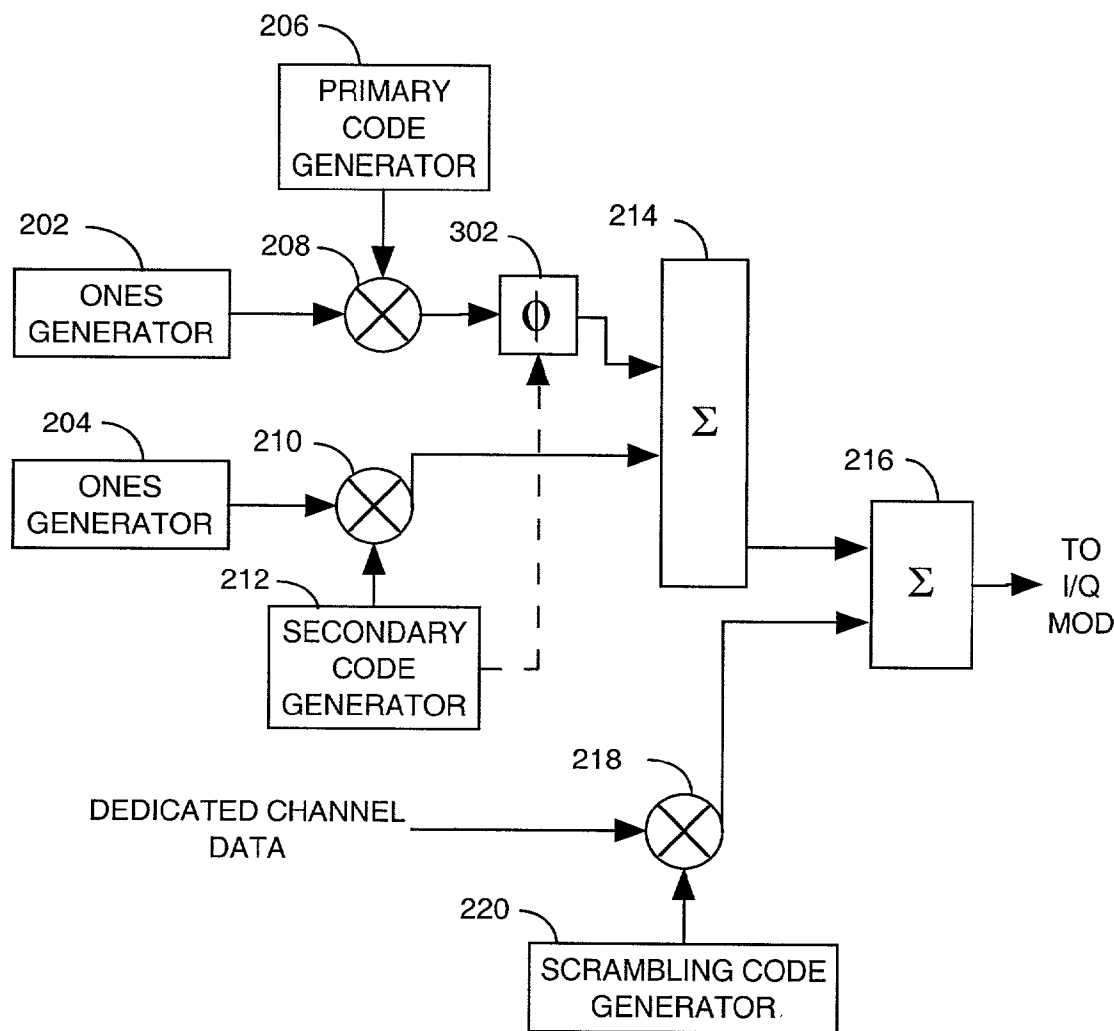 206
PRIMARY
CODE
GENERATOR
202
208
302
214
ONES
GENERATOR
ϕ
204
210
Σ
ONES
GENERATOR
216
212
TO
I/Q
MOD
Σ
SECONDARY
CODE
GENERATOR
218
DEDICATED CHANNEL
DATA
220
SCRAMBLING CODE
GENERATOR